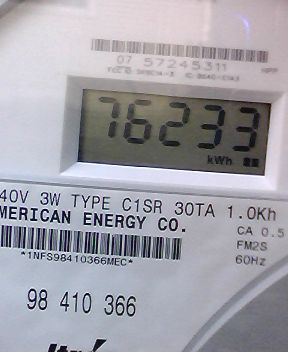 07 57245311
76233
kWh
40V 3W TYPE C1SR 30TA 1.0Kh
MERICAN ENERGY CO.
CA 0.5
FM2S
*1NFS98410366MEC*
60Hz
98 410 366